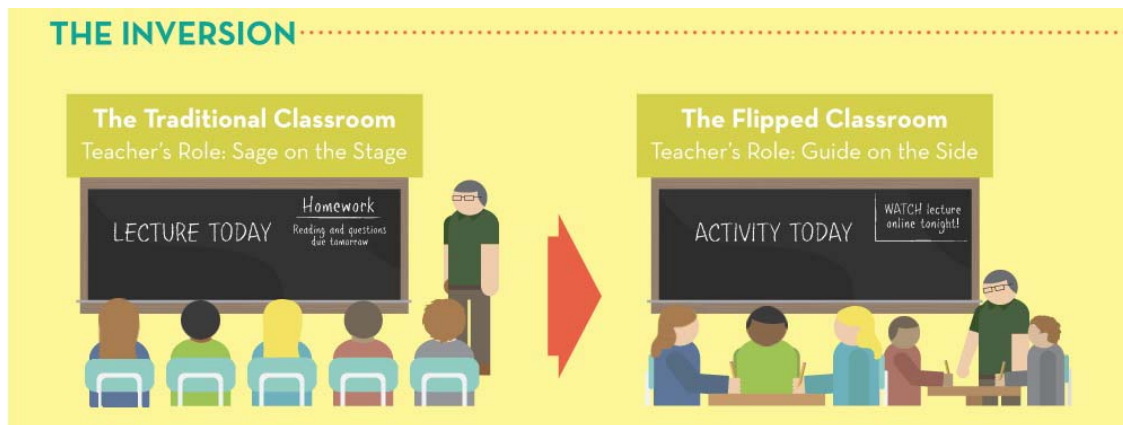 THE INVERSION
The Traditional Classroom
Teacher's Role: Sage on the Stage
LECTURE TODAY
Homework
Reading and questions
due tomorrow
The Flipped Classroom
Teacher's Role: Guide on the Side
ACTIVITY TODAY
WATCH lecture
online tonight!